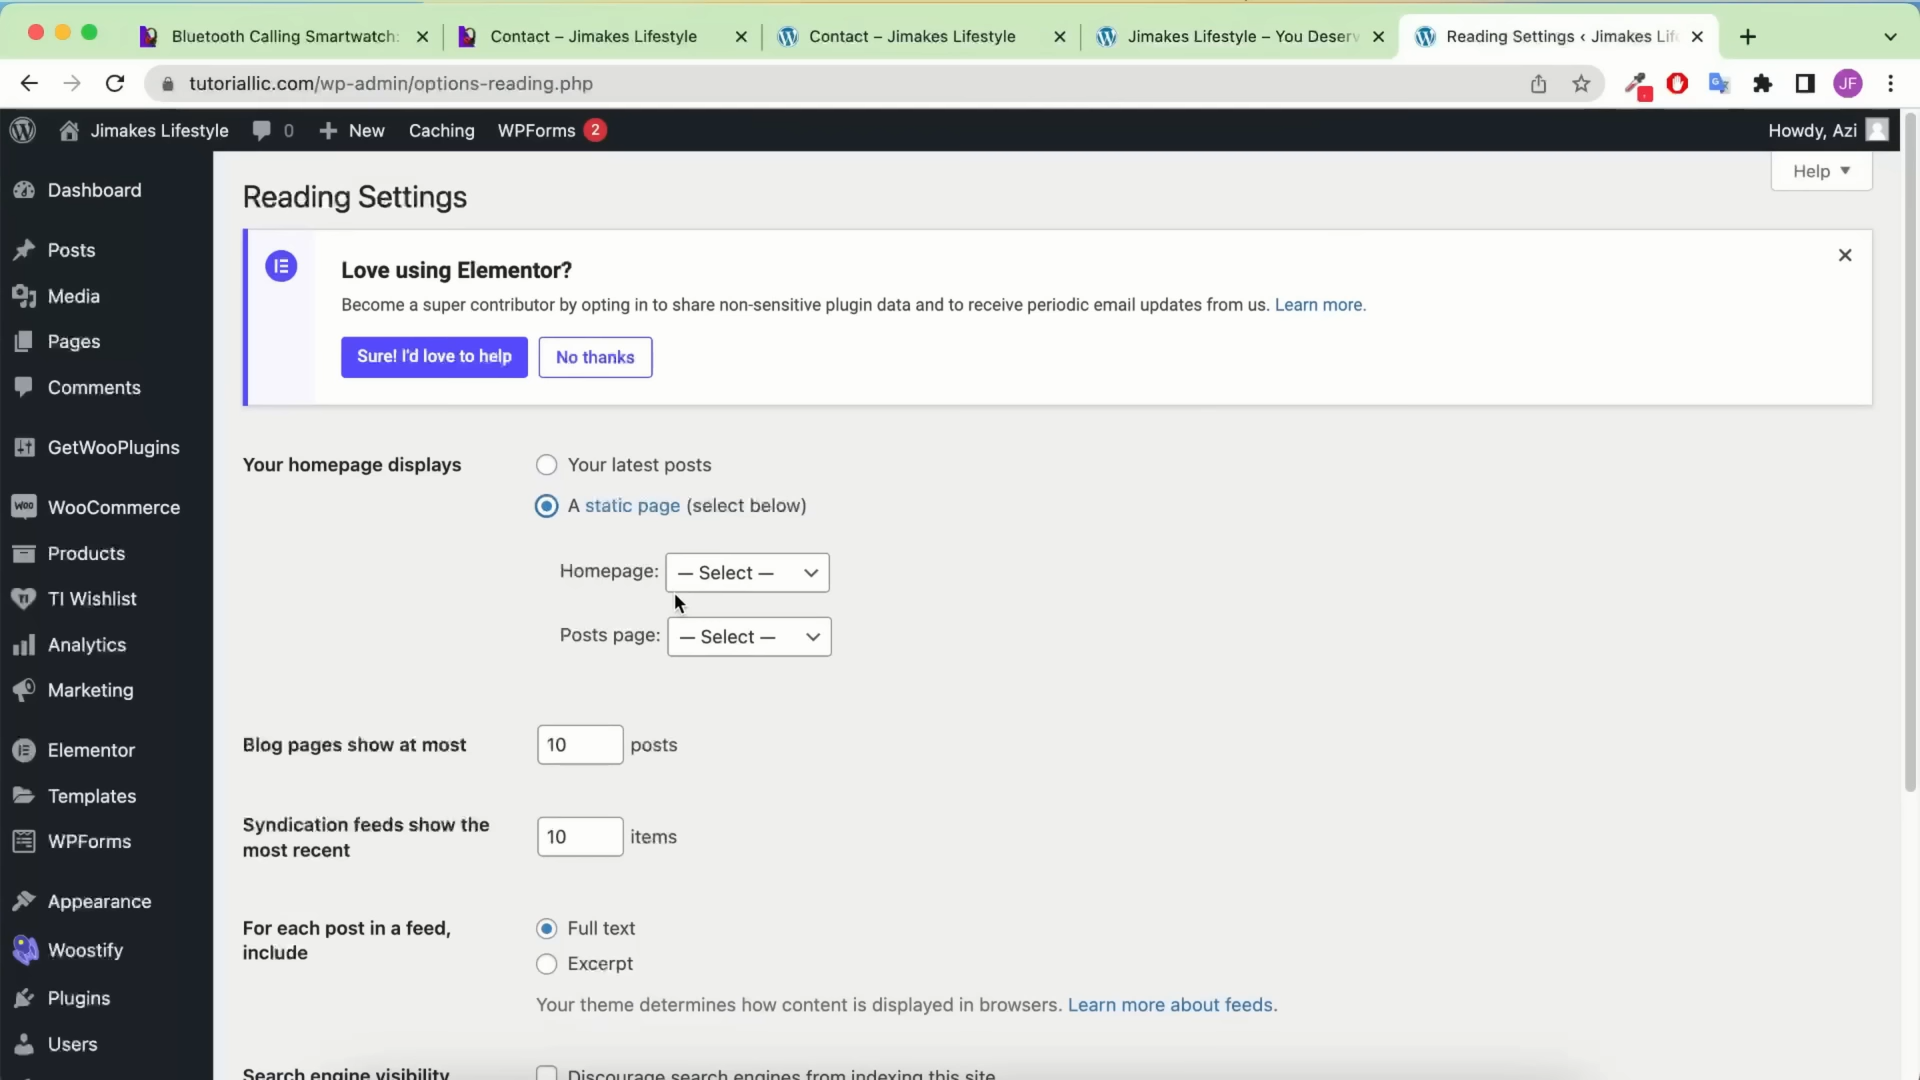 Bluetooth Calling Smartwatch:
Contact – Jimakes Lifestyle
Contact – Jimakes Lifestyle
Jimakes Lifestyle – You Deserv
Reading Settings ‹ Jimakes Lif
tutoriallic.com/wp-admin/options-reading.php
JF
Jimakes Lifestyle
0
New
Caching
WPForms 2
Howdy, Azi
Dashboard
Posts
Media
Pages
Comments
GetWooPlugins
WooCommerce
Products
TI Wishlist
Analytics
Marketing
Elementor
Templates
WPForms
Appearance
Woostify
Plugins
Users
Help
Reading Settings
Love using Elementor?
Become a super contributor by opting in to share non-sensitive plugin data and to receive periodic email updates from us. Learn more.
Sure! I'd love to help
No thanks
Your homepage displays
Your latest posts
A static page (select below)
Homepage: — Select —
Posts page: — Select —
Blog pages show at most
10 posts
Syndication feeds show the
most recent
10 items
For each post in a feed,
include
Full text
Excerpt
Your theme determines how content is displayed in browsers. Learn more about feeds.
Search engine visibility
Discourage search engines from indexing this site